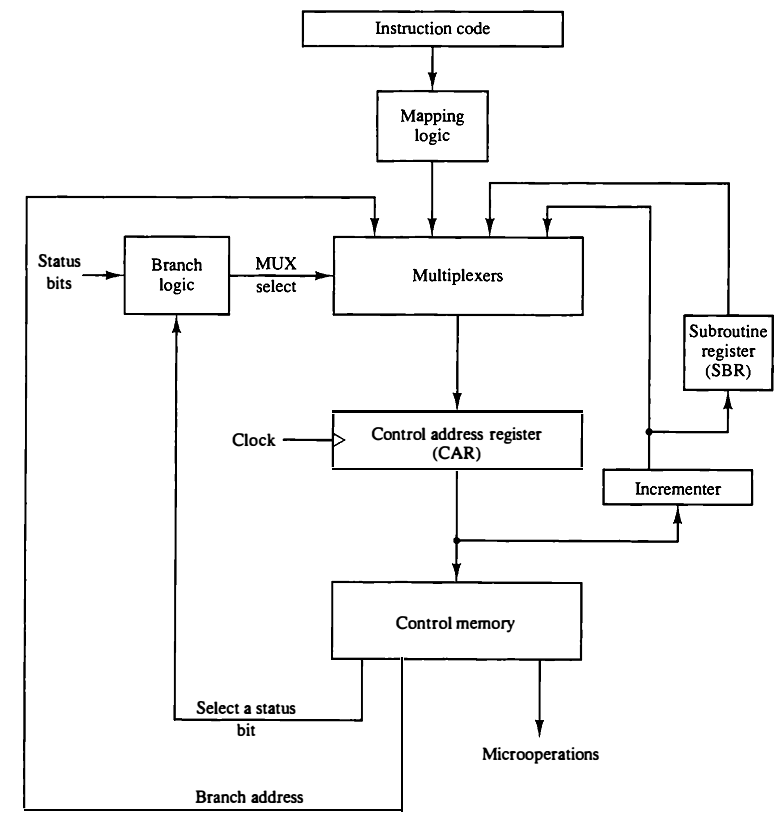 Instruction code
Mapping
logic
Status
bits
Branch
logic
MUX
select
Multiplexers
Subroutine
register
(SBR)
Clock
Control address register
(CAR)
Incrementer
Control memory
Select a status
bit
Microoperations
Branch address